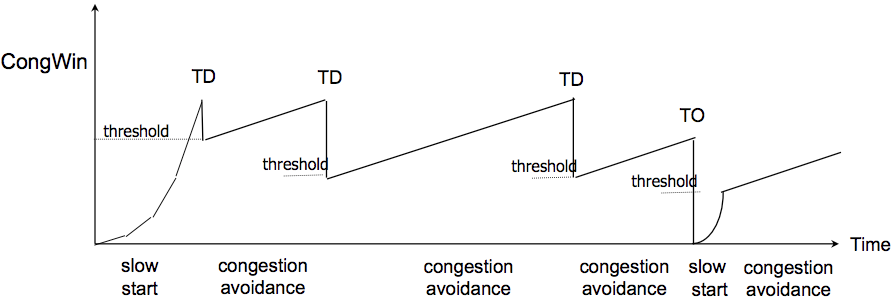 CongWin
TD
TD
TD
TO
threshold
threshold
threshold
threshold
Time
slow
start
congestion
avoidance
congestion
avoidance
congestion
avoidance
slow
start
congestion
avoidance